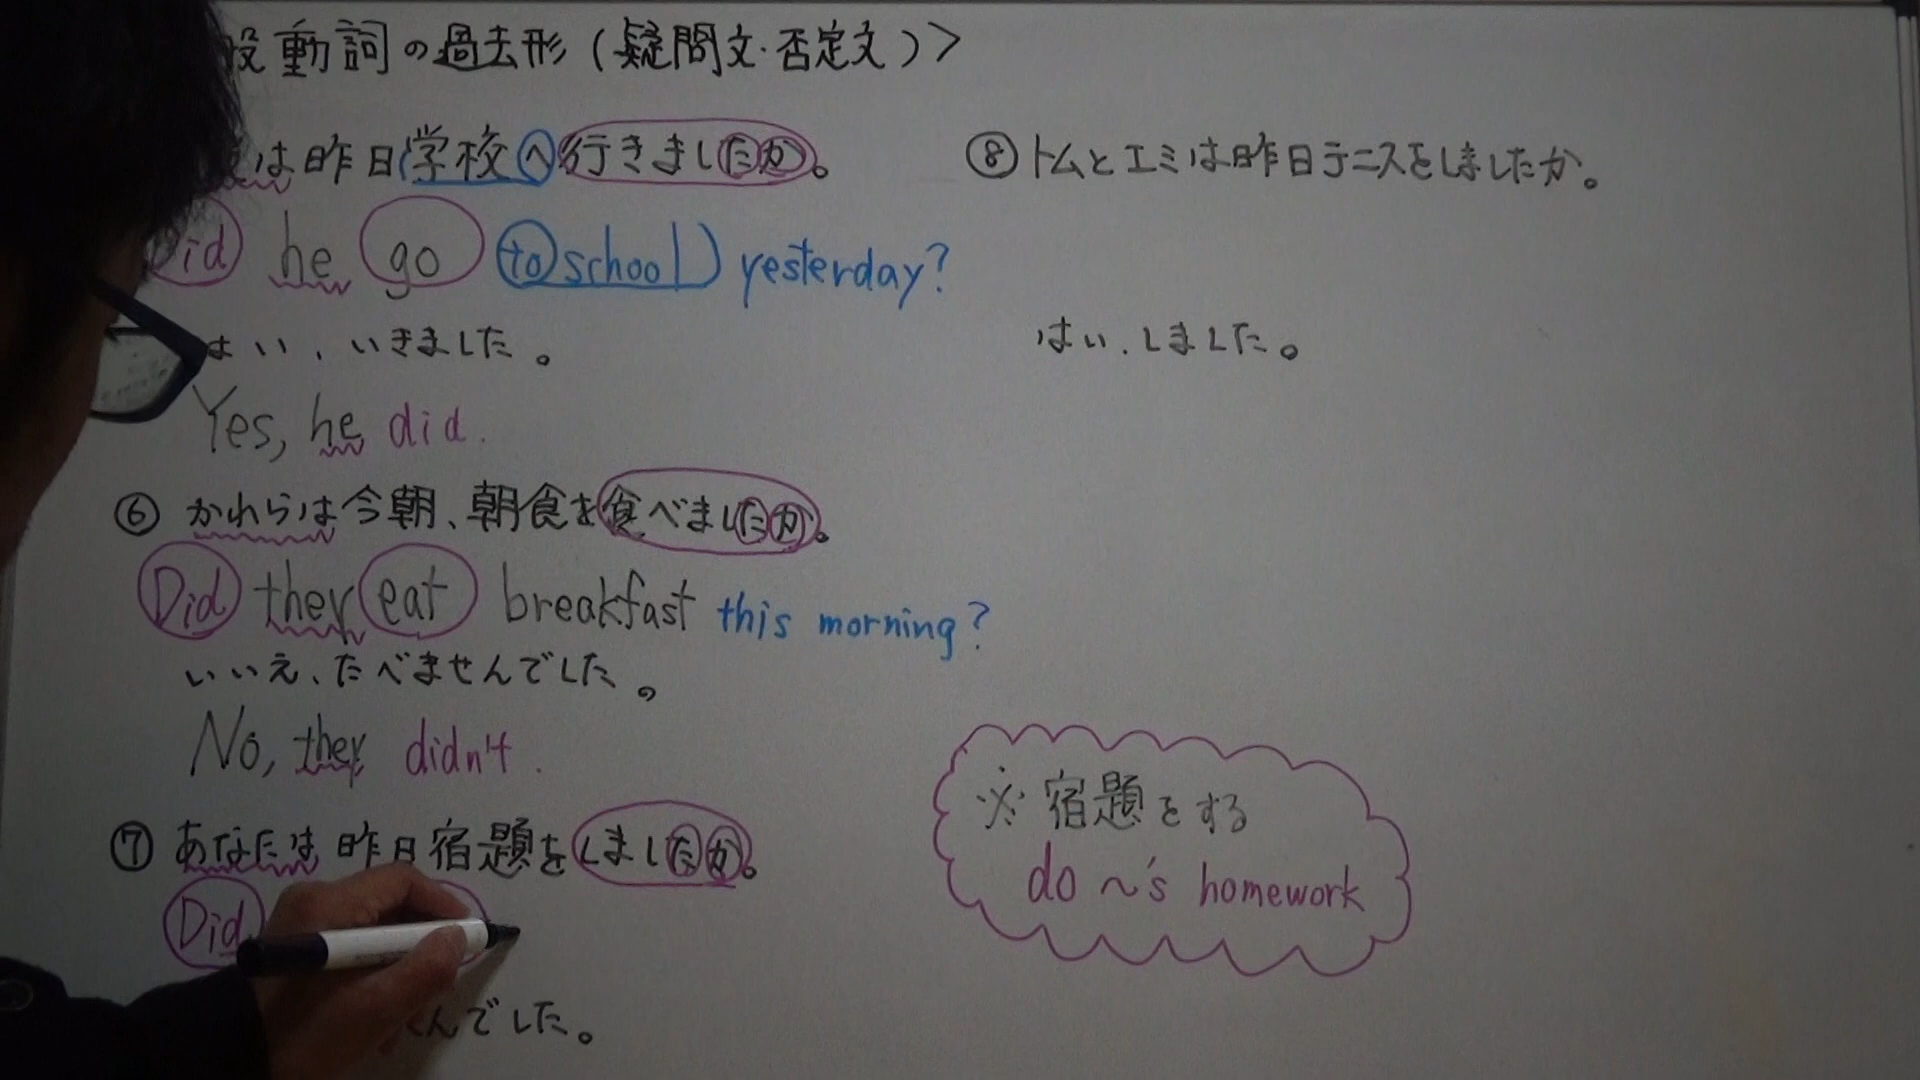 動詞の過去形(疑問文・否定文)>
は昨日学校へ行きましたか。
Did he go to school yesterday?
はい、いきました。
Yes, he did.
⑥ かれらは今朝、朝食を食べましたか。
Did they eat breakfast this morning?
いいえ、たべませんでした。
No, they didn't.
⑦ あなたは昨日宿題をしましたか。
Did
んでした。
⑧ トムとエミは昨日テニスをしましたか。
はい、しました。
※宿題をする
do ~'s homework